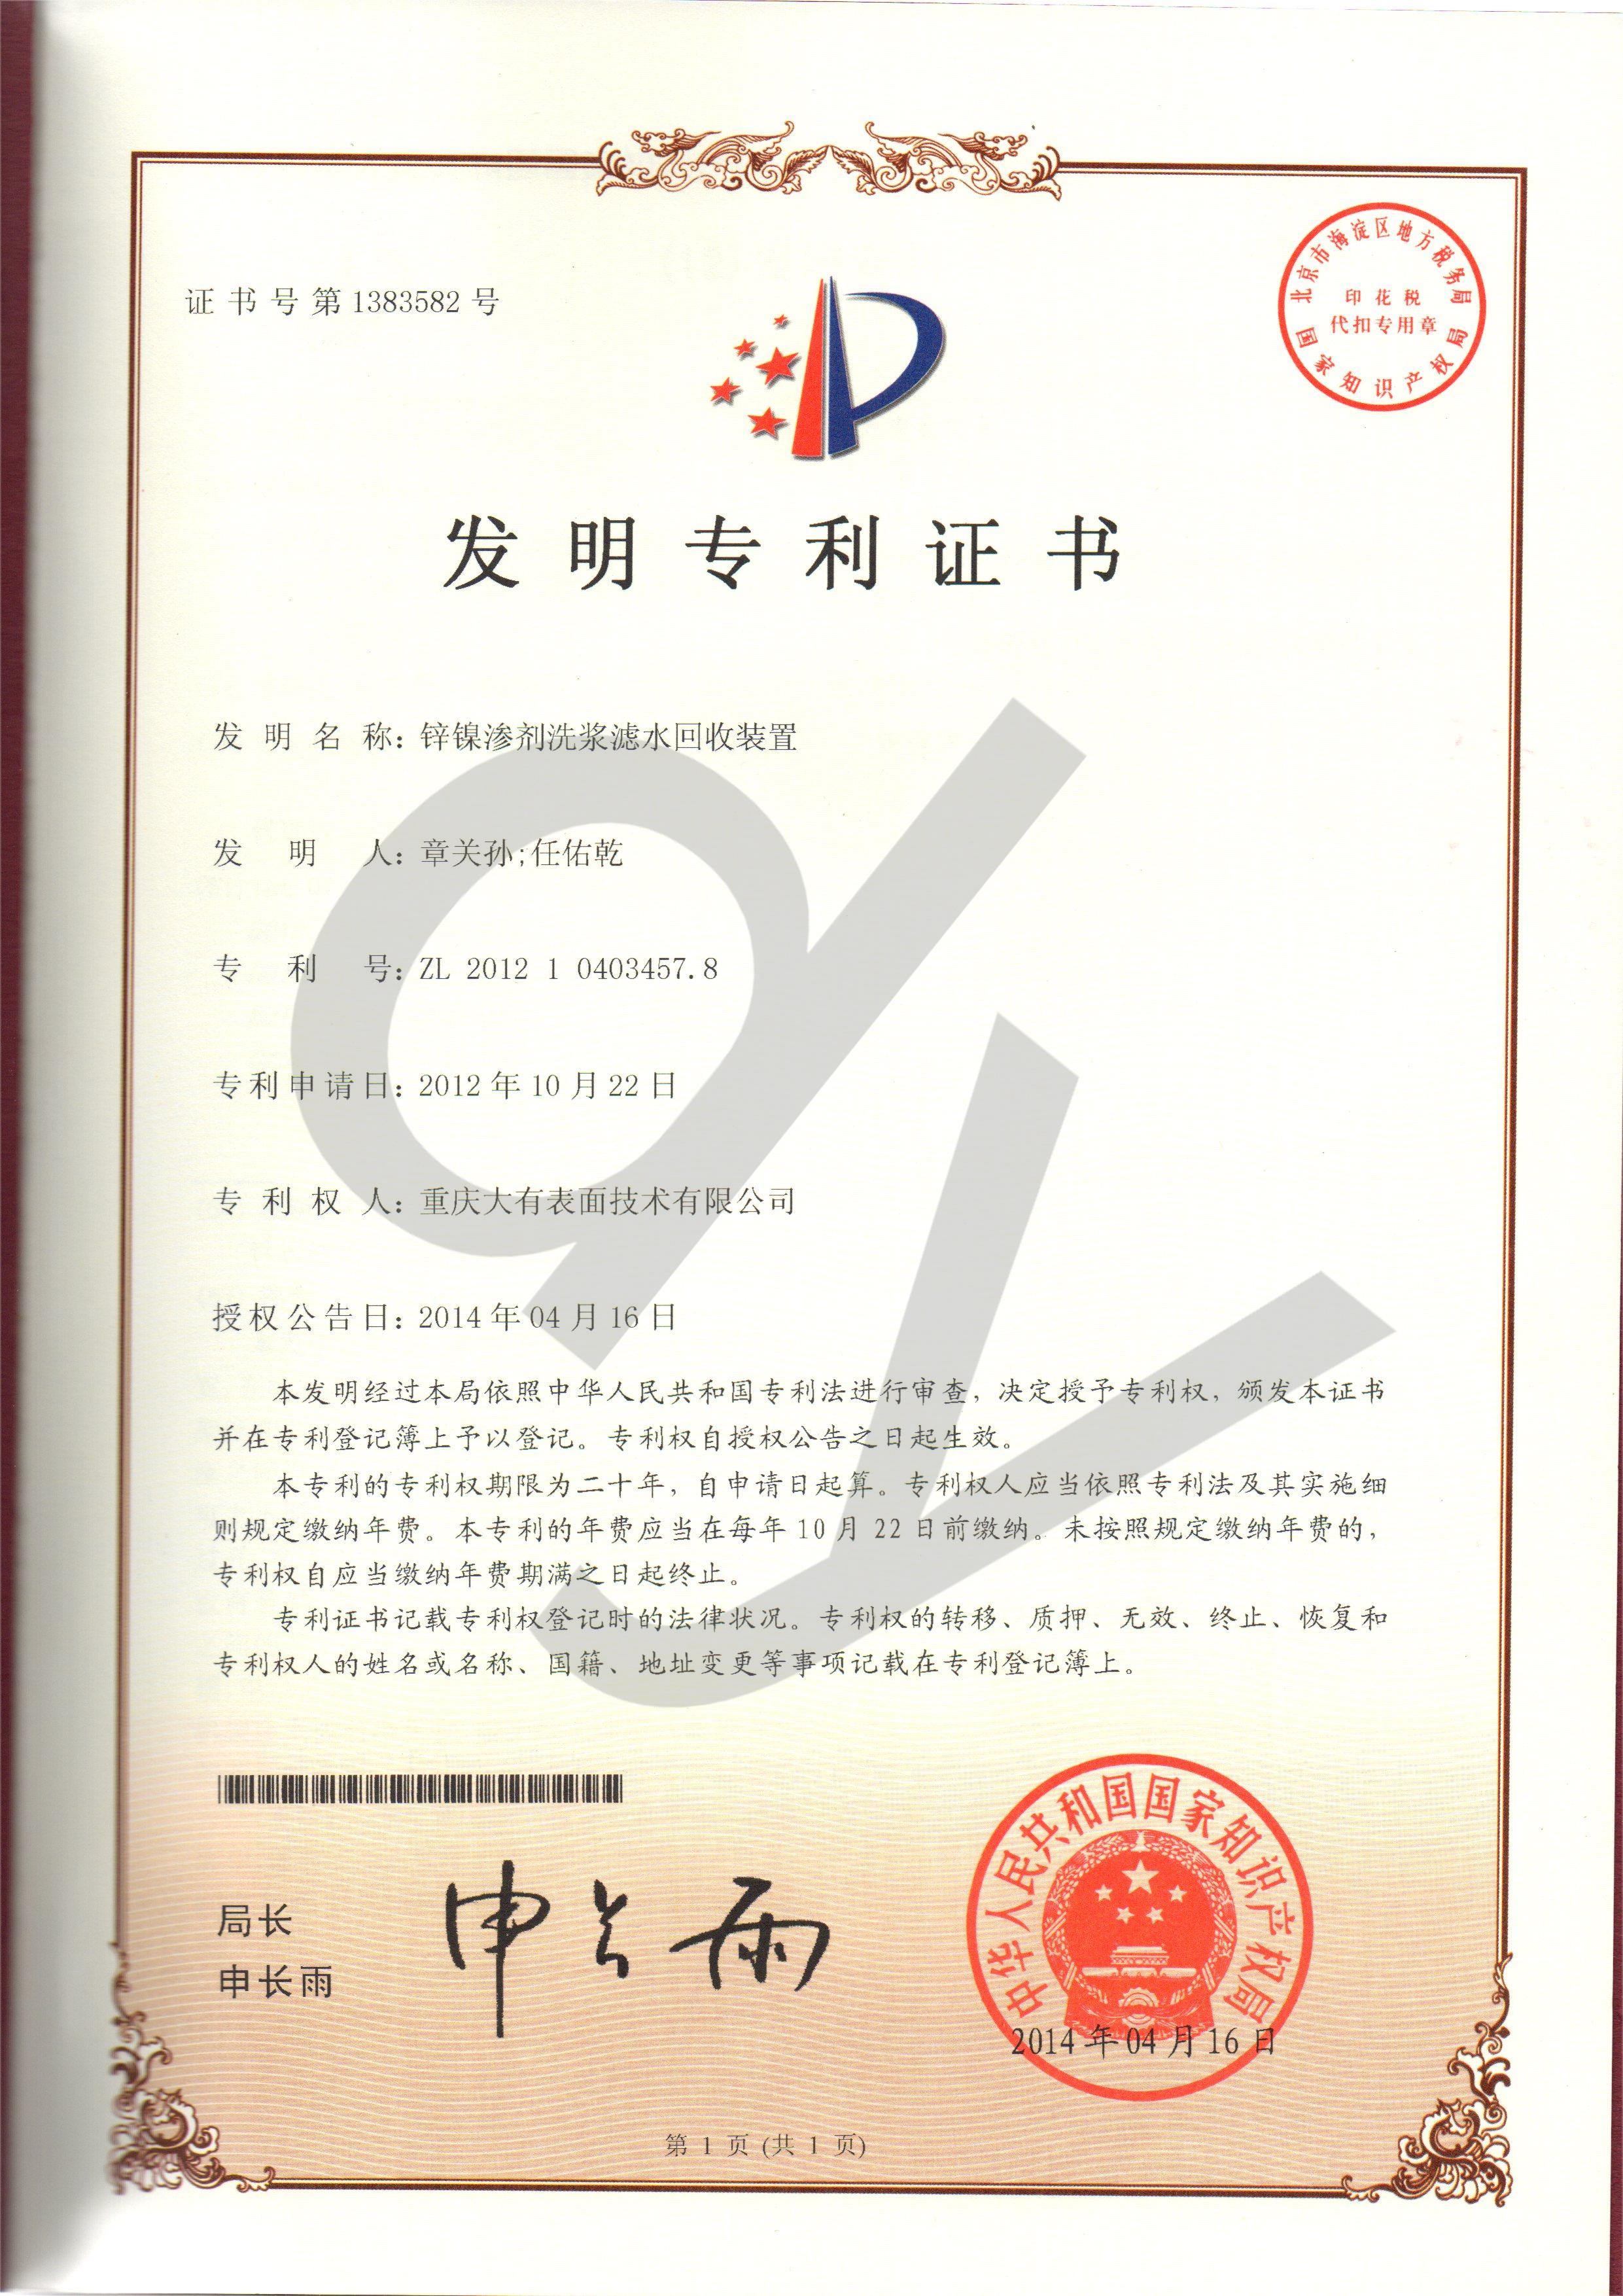 证书号第1383582号
北京市海淀区地方税务局
印花税
代扣专用章
国家知识产权局
发明专利证书
发明名称：锌镍渗剂洗浆滤水回收装置
发明人：章关孙;任佑乾
专利号：ZL 2012 1 0403457.8
专利申请日：2012年10月22日
专利权人：重庆大有表面技术有限公司
授权公告日：2014年04月16日
本发明经过本局依照中华人民共和国专利法进行审查，决定授予专利权，颁发本证书
并在专利登记簿上予以登记。专利权自授权公告之日起生效。
本专利的专利权期限为二十年，自申请日起算。专利权人应当依照专利法及其实施细
则规定缴纳年费。本专利的年费应当在每年10月22日前缴纳。未按照规定缴纳年费的，
专利权自应当缴纳年费期满之日起终止。
专利证书记载专利权登记时的法律状况。专利权的转移、质押、无效、终止、恢复和
专利权人的姓名或名称、国籍、地址变更等事项记载在专利登记簿上。
局长
申长雨
申长雨
中华人民共和国国家知识产权局
2014年04月16日
第 1 页 (共 1 页)
dy